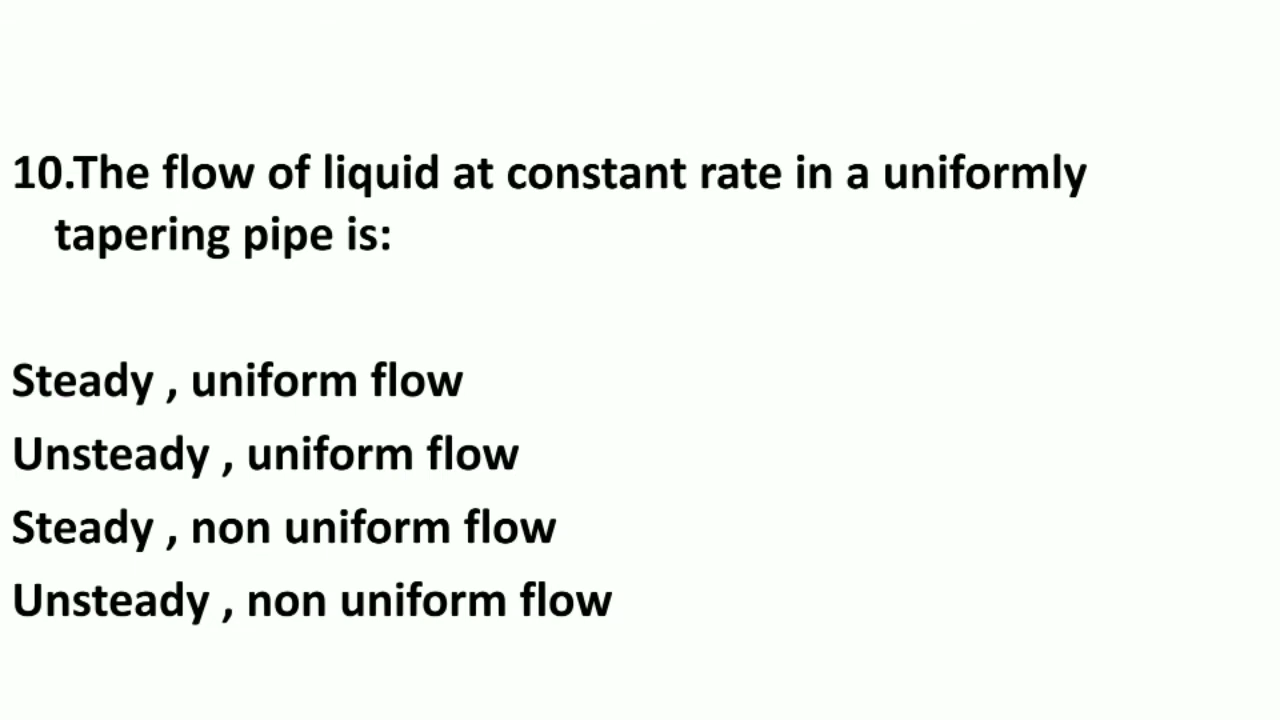 10.The flow of liquid at constant rate in a uniformly
tapering pipe is:
Steady , uniform flow
Unsteady , uniform flow
Steady , non uniform flow
Unsteady , non uniform flow